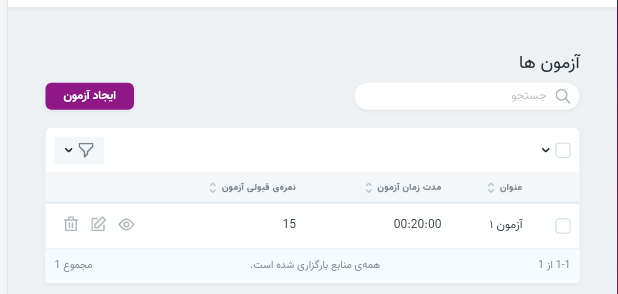 آزمون ها
جستجو
ایجاد آزمون
عنوان مدت زمان آزمون نمره‌ی قبولی آزمون
آزمون ۱ 00:20:00 15
1-1 از 1 همه‌ی منابع بارگزاری شده است. مجموع 1